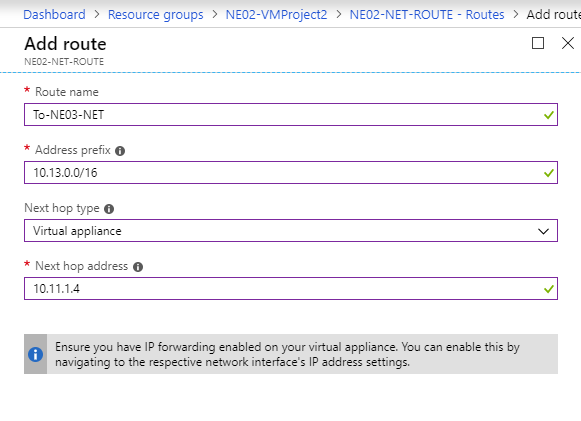 Dashboard > Resource groups > NE02-VMProject2 > NE02-NET-ROUTE - Routes > Add route
Add route
NE02-NET-ROUTE
* Route name
To-NE03-NET
* Address prefix
10.13.0.0/16
Next hop type
Virtual appliance
* Next hop address
10.11.1.4
Ensure you have IP forwarding enabled on your virtual appliance. You can enable this by
navigating to the respective network interface's IP address settings.